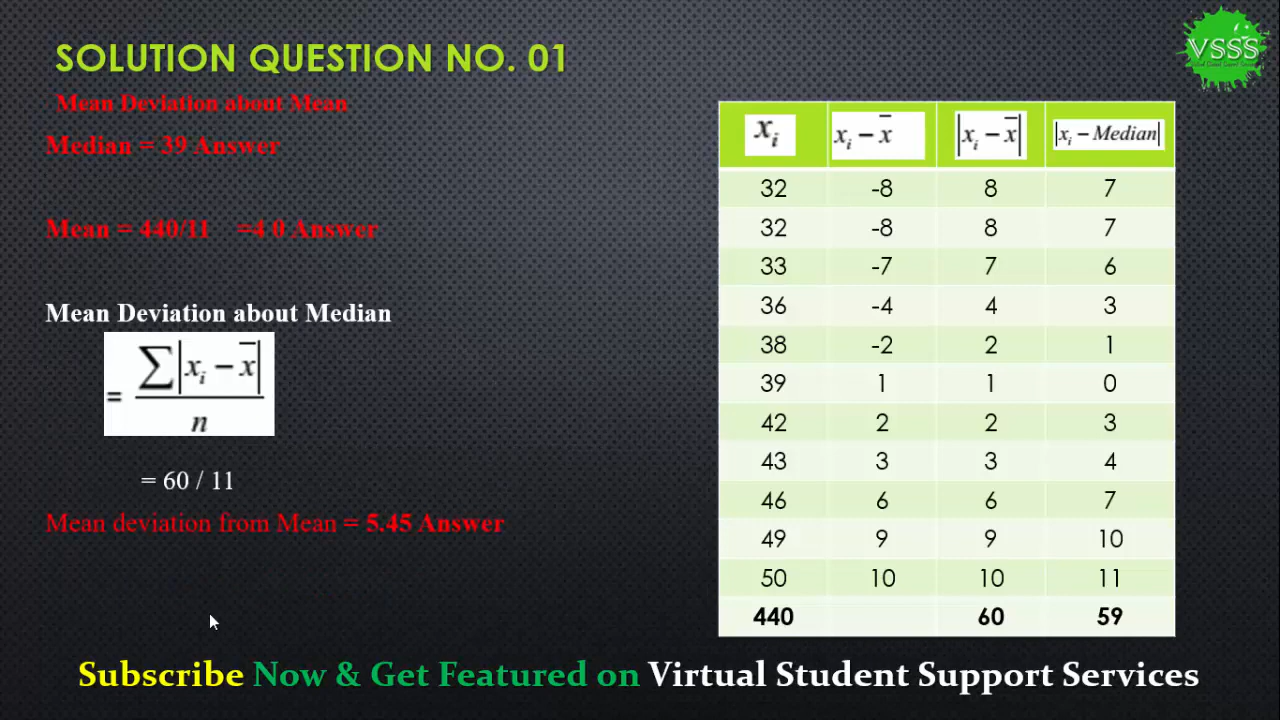 SOLUTION QUESTION NO. 01
VSSS
Mean Deviation about Mean
Median = 39 Answer
Mean = 440/11 =4 0 Answer
Mean Deviation about Median
= ∑|xᵢ − x̅| / n
= 60 / 11
Mean deviation from Mean = 5.45 Answer
xᵢ xᵢ − x̅ |xᵢ − x̅| |xᵢ − Median|
32 -8 8 7
32 -8 8 7
33 -7 7 6
36 -4 4 3
38 -2 2 1
39 1 1 0
42 2 2 3
43 3 3 4
46 6 6 7
49 9 9 10
50 10 10 11
440 60 59
Subscribe Now & Get Featured on Virtual Student Support Services